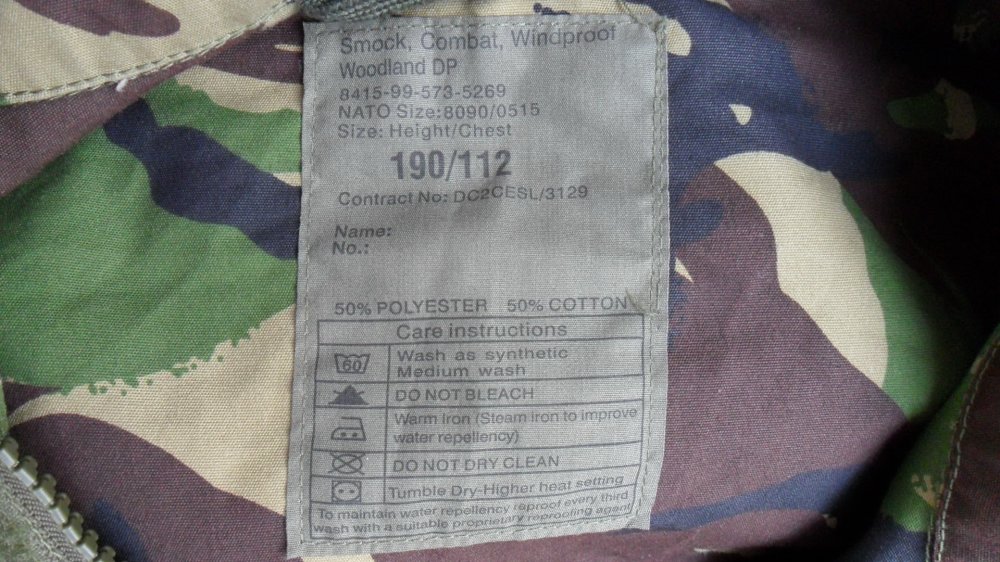 Smock, Combat, Windproof
Woodland DP
8415-99-573-5269
NATO Size:8090/0515
Size: Height/Chest
190/112
Contract No: DC2CESL/3129
Name:
No.:
50% POLYESTER 50% COTTON
Care instructions
60
Wash as synthetic
Medium wash
DO NOT BLEACH
Warm Iron (Steam iron to improve
water repellency)
DO NOT DRY CLEAN
Tumble Dry-Higher heat setting
To maintain water repellency reproof every third
wash with a suitable proprietary reproofing agent